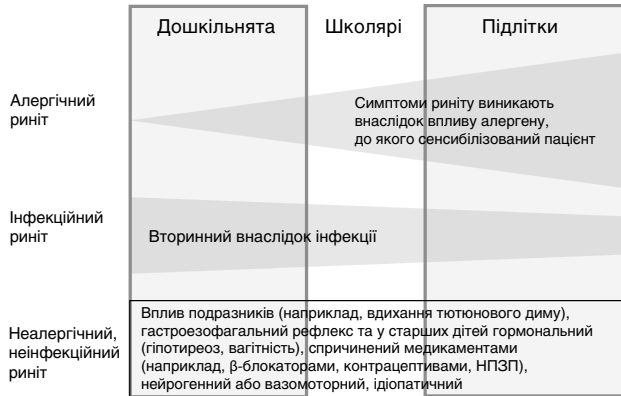 Дошкільнята Школярі Підлітки
Алергічний
риніт
Симптоми риніту виникають
внаслідок впливу алергену,
до якого сенсибілізований пацієнт
Інфекційний
риніт
Вторинний внаслідок інфекції
Неалергічний,
неінфекційний
риніт
Вплив подразників (наприклад, вдихання тютюнового диму),
гастроезофагальний рефлекс та у старших дітей гормональний
(гіпотиреоз, вагітність), спричинений медикаментами
(наприклад, β-блокаторами, контрацептивами, НПЗП),
нейрогенний або вазомоторний, ідіопатичний